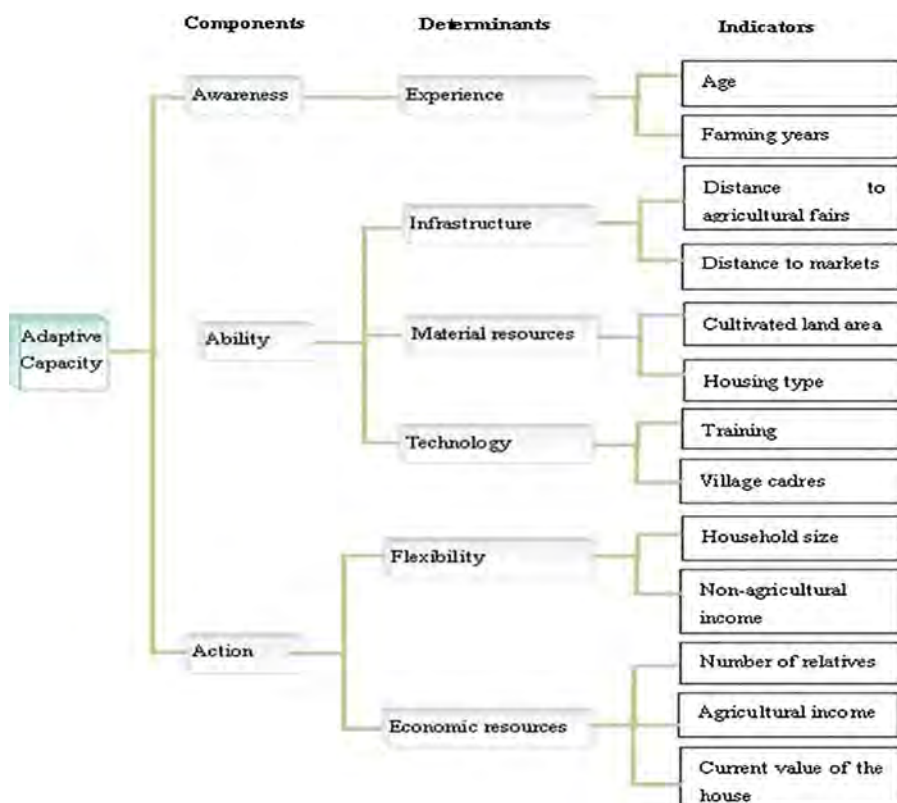 Components Determinants Indicators
Awareness
Experience
Age
Farming years
Adaptive
Capacity
Ability
Infrastructure
Distance to
agricultural fairs
Distance to markets
Material resources
Cultivated land area
Housing type
Technology
Training
Village cadres
Action
Flexibility
Household size
Non-agricultural
income
Economic resources
Number of relatives
Agricultural income
Current value of the
house